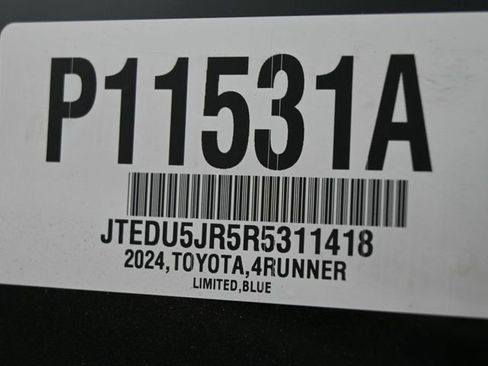 P11531A
JTEDU5JR5R5311418
2024,TOYOTA,4RUNNER
LIMITED,BLUE